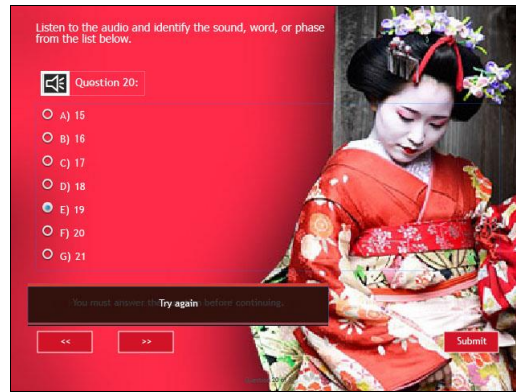 Listen to the audio and identify the sound, word, or phase
from the list below.
Question 20:
A) 15
B) 16
C) 17
D) 18
E) 19
F) 20
G) 21
You must answer the Try again before continuing.
<< >> Submit